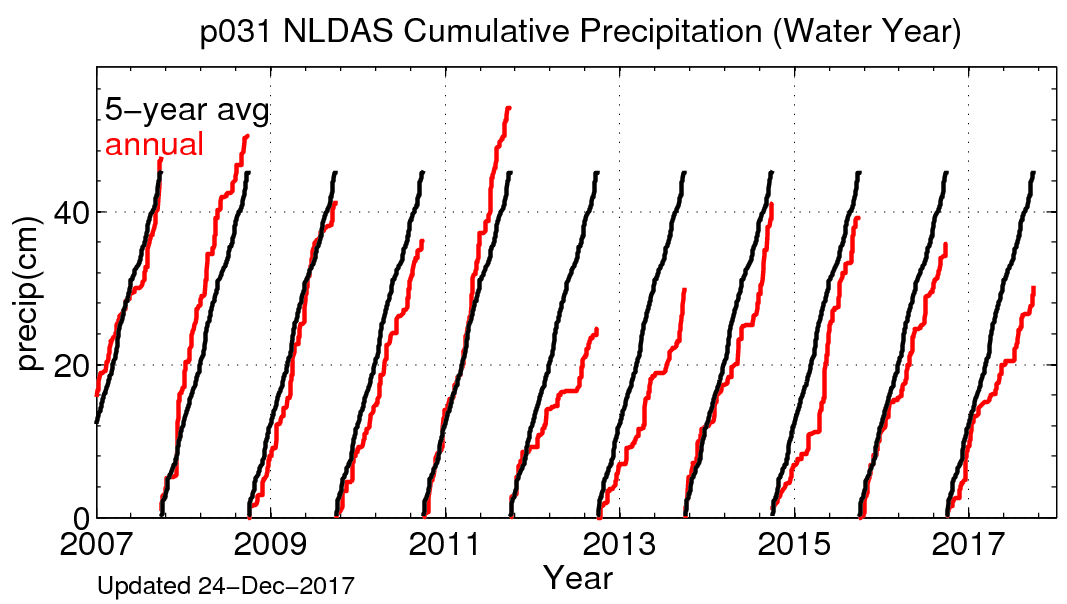 p031 NLDAS Cumulative Precipitation (Water Year)
5−year avg
annual
precip(cm)
40
20
0
2007 2009 2011 2013 2015 2017
Year
Updated 24−Dec−2017